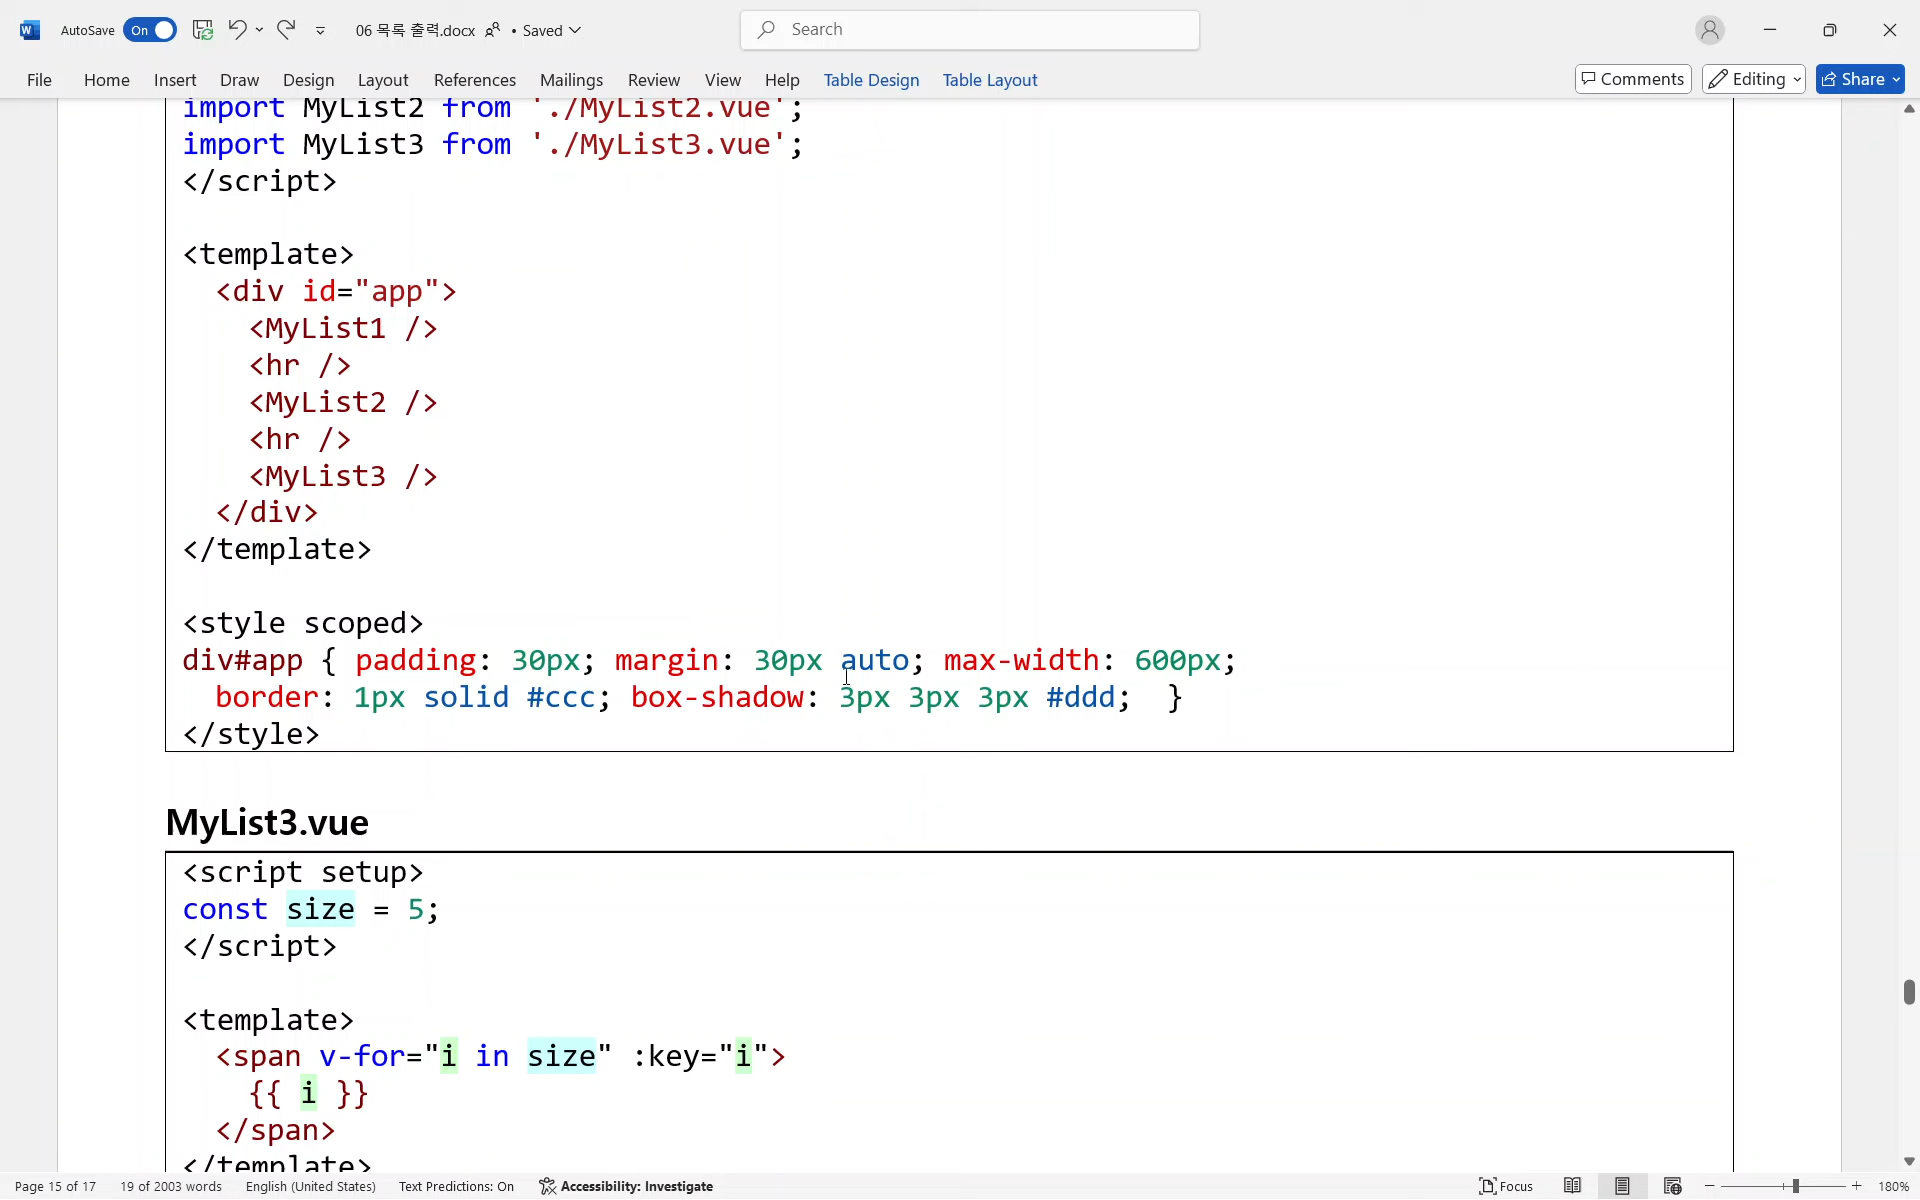 AutoSave On 06 목록 출력.docx • Saved Search
File Home Insert Draw Design Layout References Mailings Review View Help Table Design Table Layout Comments Editing Share
import MyList2 from './MyList2.vue';
import MyList3 from './MyList3.vue';
</script>
<template>
<div id="app">
<MyList1 />
<hr />
<MyList2 />
<hr />
<MyList3 />
</div>
</template>
<style scoped>
div#app { padding: 30px; margin: 30px auto; max-width: 600px;
border: 1px solid #ccc; box-shadow: 3px 3px 3px #ddd; }
</style>
MyList3.vue
<script setup>
const size = 5;
</script>
<template>
<span v-for="i in size" :key="i">
{{ i }}
</span>
</template>
Page 15 of 17 19 of 2003 words English (United States) Text Predictions: On Accessibility: Investigate Focus 180%